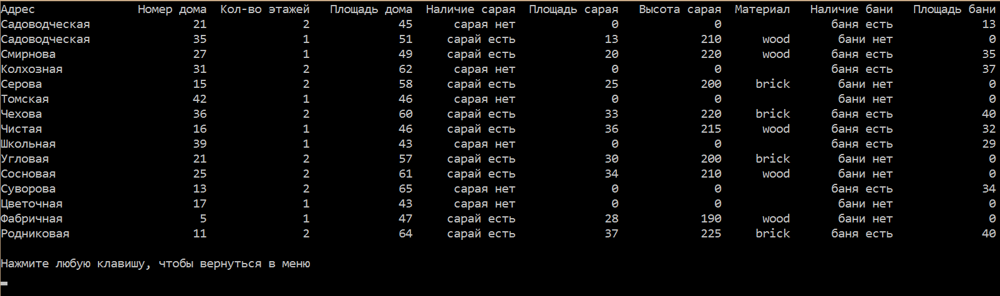 Адрес Номер дома Кол-во этажей Площадь дома Наличие сарая Площадь сарая Высота сарая Материал Наличие бани Площадь бани
Садоводческая 21 2 45 сарая нет 0 0 баня есть 13
Садоводческая 35 1 51 сарай есть 13 210 wood бани нет 0
Смирнова 27 1 49 сарай есть 20 220 wood баня есть 35
Колхозная 31 2 62 сарая нет 0 0 баня есть 37
Серова 15 2 58 сарай есть 25 200 brick бани нет 0
Томская 42 1 46 сарая нет 0 0 бани нет 0
Чехова 36 2 60 сарай есть 33 220 brick баня есть 40
Чистая 16 1 46 сарай есть 36 215 wood баня есть 32
Школьная 39 1 43 сарая нет 0 0 баня есть 29
Угловая 21 2 57 сарай есть 30 200 brick бани нет 0
Сосновая 25 2 61 сарай есть 34 210 wood бани нет 0
Суворова 13 2 65 сарая нет 0 0 баня есть 34
Цветочная 17 1 43 сарая нет 0 0 бани нет 0
Фабричная 5 1 47 сарай есть 28 190 wood бани нет 0
Родниковая 11 2 64 сарай есть 37 225 brick баня есть 40
Нажмите любую клавишу, чтобы вернуться в меню